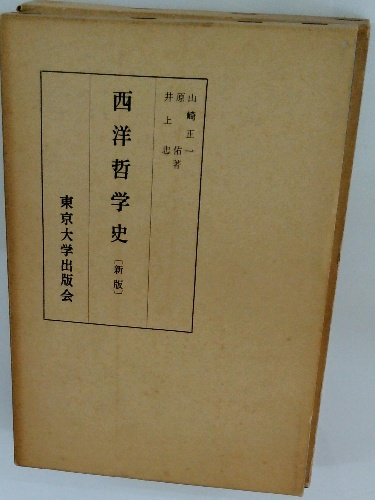 山崎正一
原佑著
井上忠
西洋哲学史〔新版〕
東京大学出版会